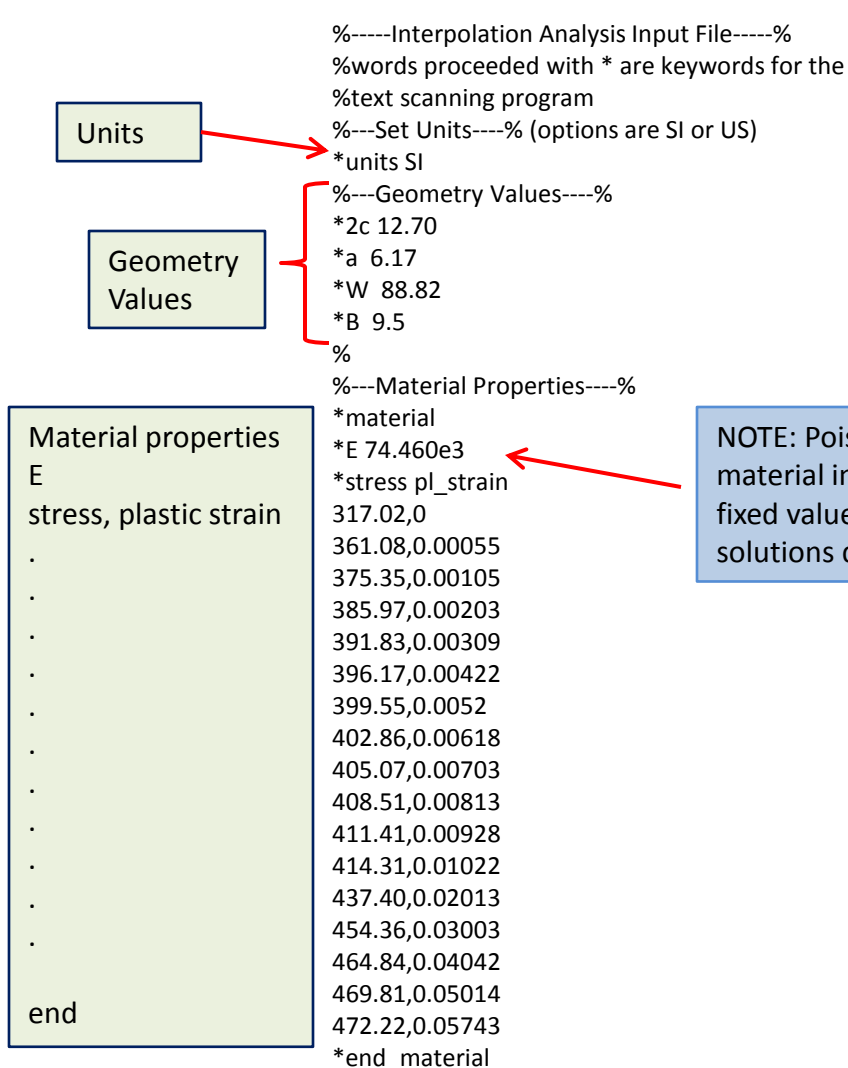 %-----Interpolation Analysis Input File-----%
%words proceeded with * are keywords for the
%text scanning program
%---Set Units----% (options are SI or US)
*units SI
%---Geometry Values----%
*2c 12.70
*a  6.17
*W  88.82
*B  9.5
%
%---Material Properties----%
*material
*E 74.460e3
*stress pl_strain
317.02,0
361.08,0.00055
375.35,0.00105
385.97,0.00203
391.83,0.00309
396.17,0.00422
399.55,0.0052
402.86,0.00618
405.07,0.00703
408.51,0.00813
411.41,0.00928
414.31,0.01022
437.40,0.02013
454.36,0.03003
464.84,0.04042
469.81,0.05014
472.22,0.05743
*end  material
Units
Geometry
Values
Material properties
E
stress, plastic strain
.
.
.
.
.
.
.
.
.
.
.
end
NOTE:
material
fixed
solutions